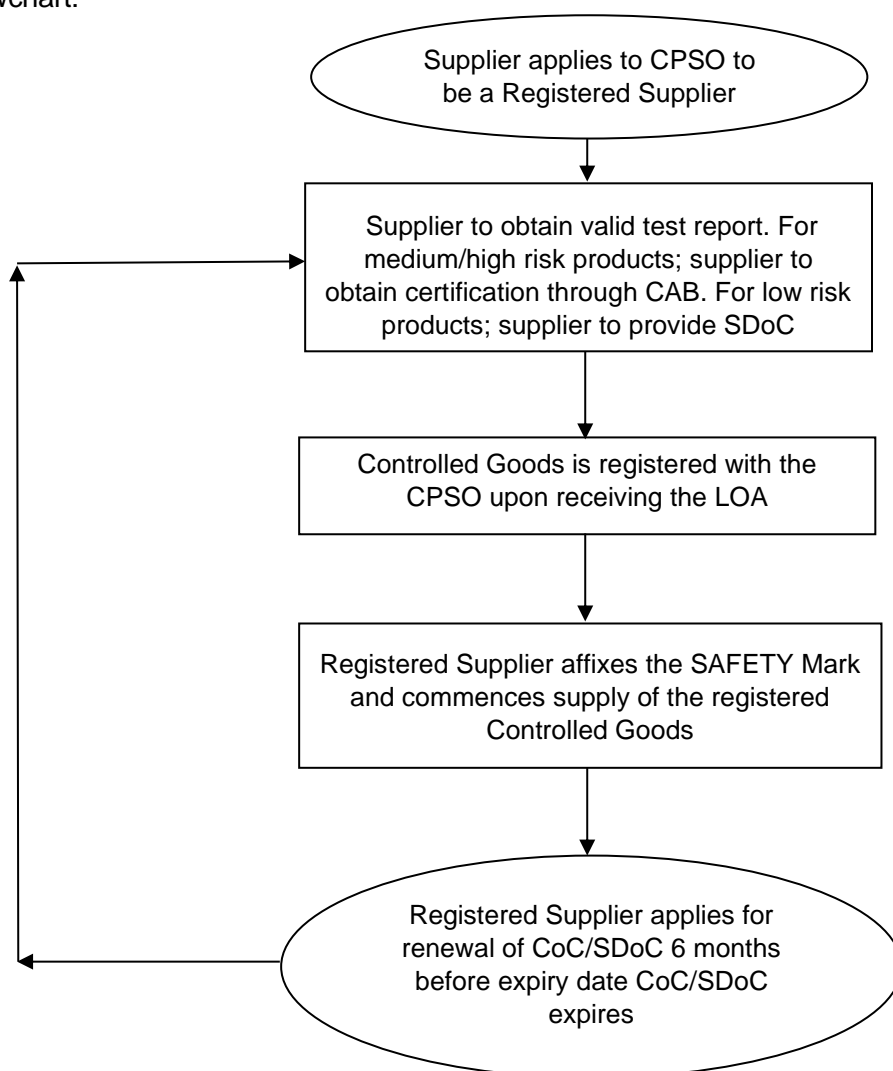 Supplier applies to CPSO to
be a Registered Supplier
Supplier to obtain valid test report. For
medium/high risk products; supplier to
obtain certification through CAB. For low risk
products; supplier to provide SDoC
Controlled Goods is registered with the
CPSO upon receiving the LOA
Registered Supplier affixes the SAFETY Mark
and commences supply of the registered
Controlled Goods
Registered Supplier applies for
renewal of CoC/SDoC 6 months
before expiry date CoC/SDoC
expires